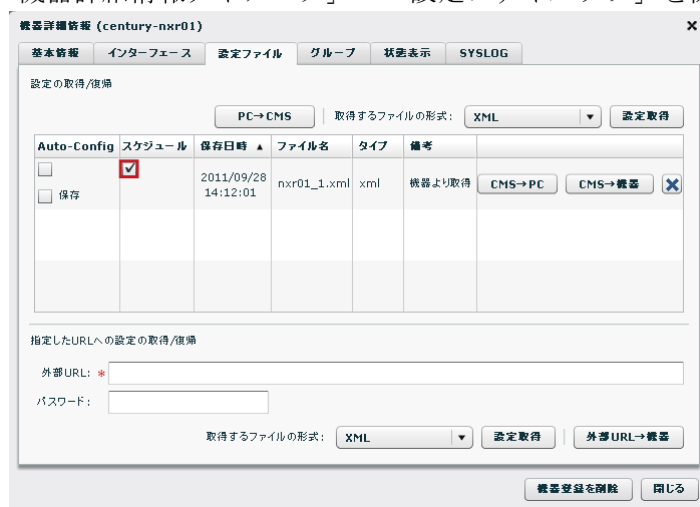 機器詳細情報 (century-nxr01)
基本情報 インターフェース 設定ファイル グループ 状態表示 SYSLOG
設定の取得/復帰
PC→CMS 取得するファイルの形式: XML 設定取得
Auto-Config スケジュール 保存日時 ▲ ファイル名 タイプ 備考
保存 2011/09/28 14:12:01 nxr01_1.xml xml 機器より取得 CMS→PC CMS→機器
指定したURLへの設定の取得/復帰
外部URL: *
パスワード:
取得するファイルの形式: XML 設定取得 外部URL→機器
機器登録を削除 閉じる